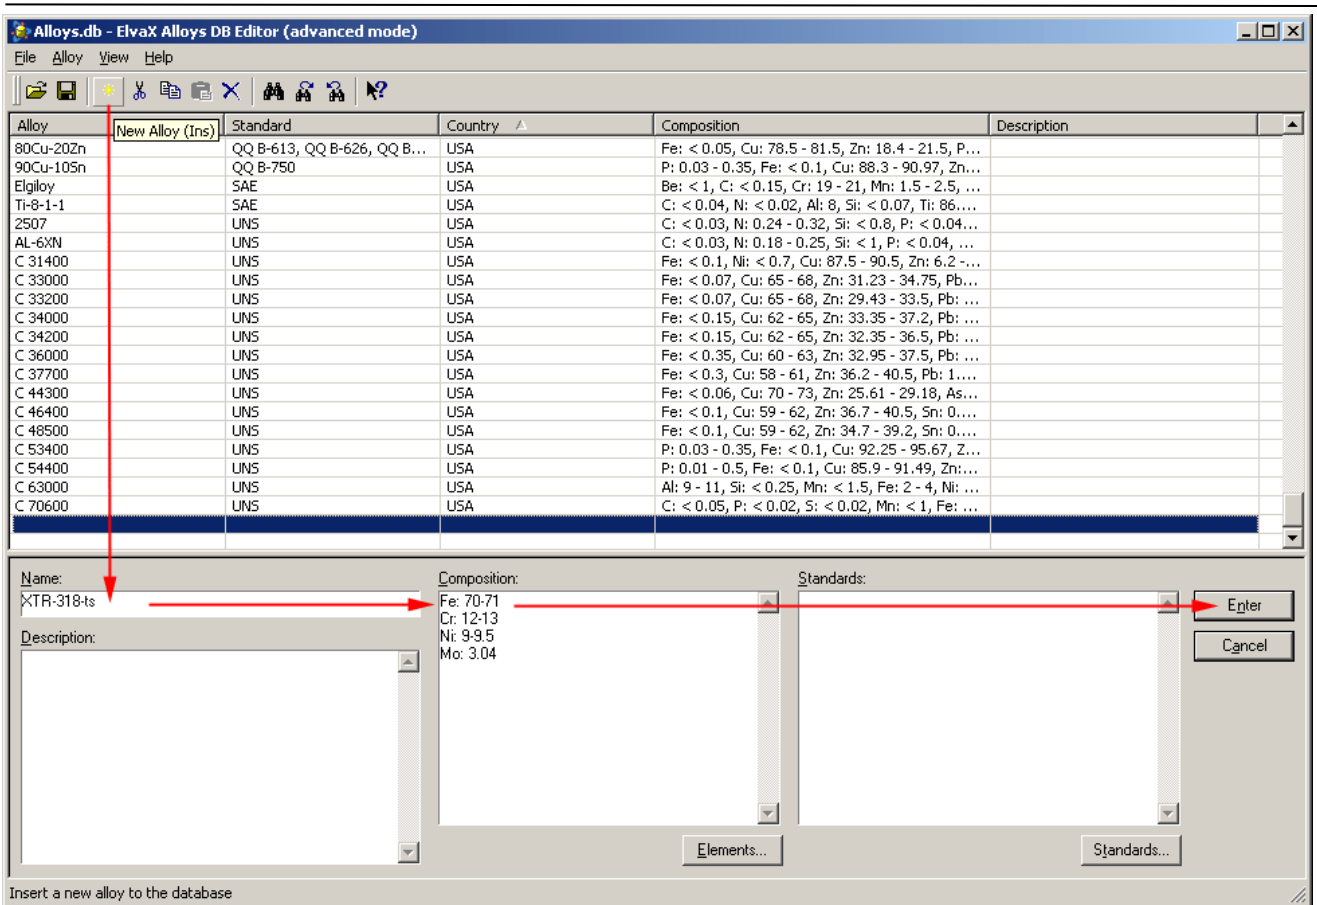 Alloys.db - ElvaX Alloys DB Editor (advanced mode)
File Alloy View Help
Alloy Standard Country Composition Description
New Alloy (Ins)
80Cu-20Zn QQ B-613, QQ B-626, QQ B... USA Fe: < 0.05, Cu: 78.5 - 81.5, Zn: 18.4 - 21.5, P...
90Cu-10Sn QQ B-750 USA P: 0.03 - 0.35, Fe: < 0.1, Cu: 88.3 - 90.97, Zn...
Elgiloy SAE USA Be: < 1, C: < 0.15, Cr: 19 - 21, Mn: 1.5 - 2.5, ...
Ti-8-1-1 SAE USA C: < 0.04, N: < 0.02, Al: 8, Si: < 0.07, Ti: 86....
2507 UNS USA C: < 0.03, N: 0.24 - 0.32, Si: < 0.8, P: < 0.04...
AL-6XN UNS USA C: < 0.03, N: 0.18 - 0.25, Si: < 1, P: < 0.04, ...
C 31400 UNS USA Fe: < 0.1, Ni: < 0.7, Cu: 87.5 - 90.5, Zn: 6.2 -...
C 33000 UNS USA Fe: < 0.07, Cu: 65 - 68, Zn: 31.23 - 34.75, Pb...
C 33200 UNS USA Fe: < 0.07, Cu: 65 - 68, Zn: 29.43 - 33.5, Pb: ...
C 34000 UNS USA Fe: < 0.15, Cu: 62 - 65, Zn: 33.35 - 37.2, Pb: ...
C 34200 UNS USA Fe: < 0.15, Cu: 62 - 65, Zn: 32.35 - 36.5, Pb: ...
C 36000 UNS USA Fe: < 0.35, Cu: 60 - 63, Zn: 32.95 - 37.5, Pb: ...
C 37700 UNS USA Fe: < 0.3, Cu: 58 - 61, Zn: 36.2 - 40.5, Pb: 1....
C 44300 UNS USA Fe: < 0.06, Cu: 70 - 73, Zn: 25.61 - 29.18, As...
C 46400 UNS USA Fe: < 0.1, Cu: 59 - 62, Zn: 36.7 - 40.5, Sn: 0....
C 48500 UNS USA Fe: < 0.1, Cu: 59 - 62, Zn: 34.7 - 39.2, Sn: 0....
C 53400 UNS USA P: 0.03 - 0.35, Fe: < 0.1, Cu: 92.25 - 95.67, Z...
C 54400 UNS USA P: 0.01 - 0.5, Fe: < 0.1, Cu: 85.9 - 91.49, Zn:...
C 63000 UNS USA Al: 9 - 11, Si: < 0.25, Mn: < 1.5, Fe: 2 - 4, Ni: ...
C 70600 UNS USA C: < 0.05, P: < 0.02, S: < 0.02, Mn: < 1, Fe: ...
Name: Composition: Standards:
XTR-318-ts Fe: 70-71 Enter
Cr: 12-13
Description: Ni: 9-9.5 Cancel
Mo: 3.04
Elements... Standards...
Insert a new alloy to the database